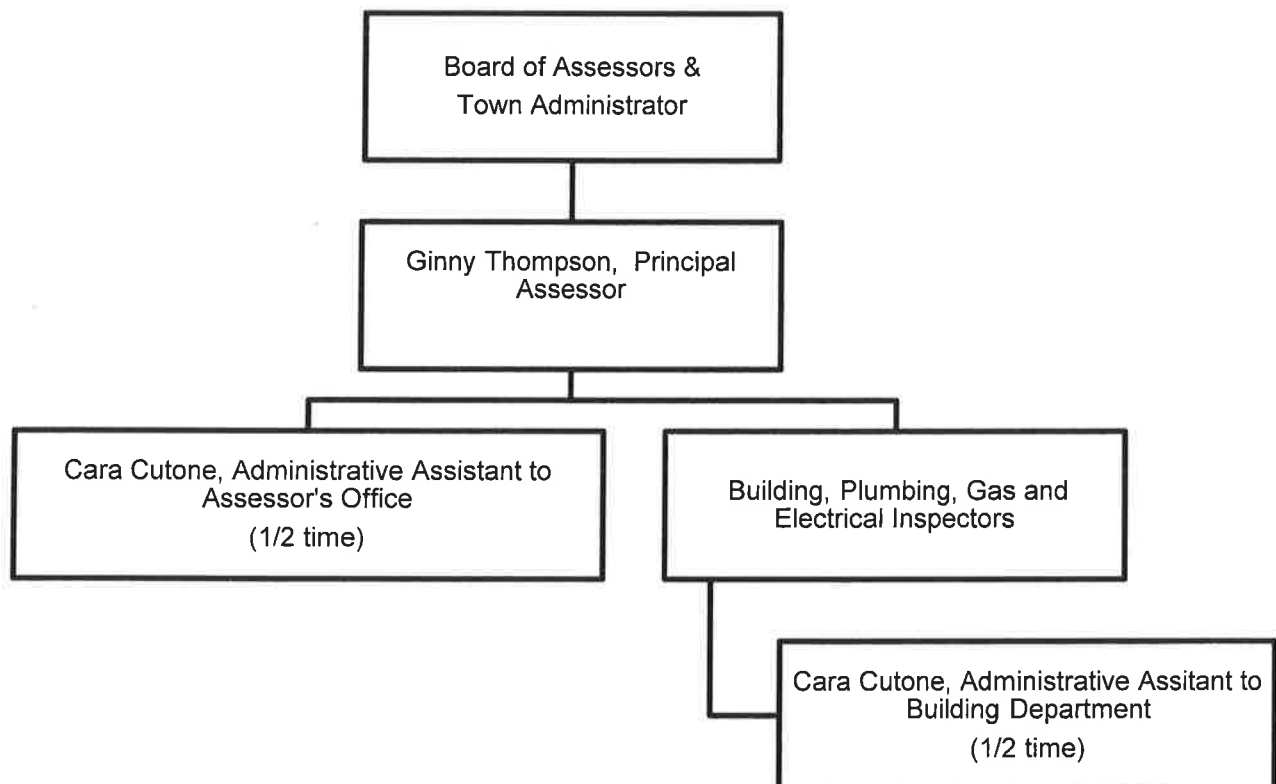 Board of Assessors &
Town Administrator
Ginny Thompson, Principal
Assessor
Cara Cutone, Administrative Assistant to
Assessor's Office
(1/2 time)
Building, Plumbing, Gas and
Electrical Inspectors
Cara Cutone, Administrative Assitant to
Building Department
(1/2 time)